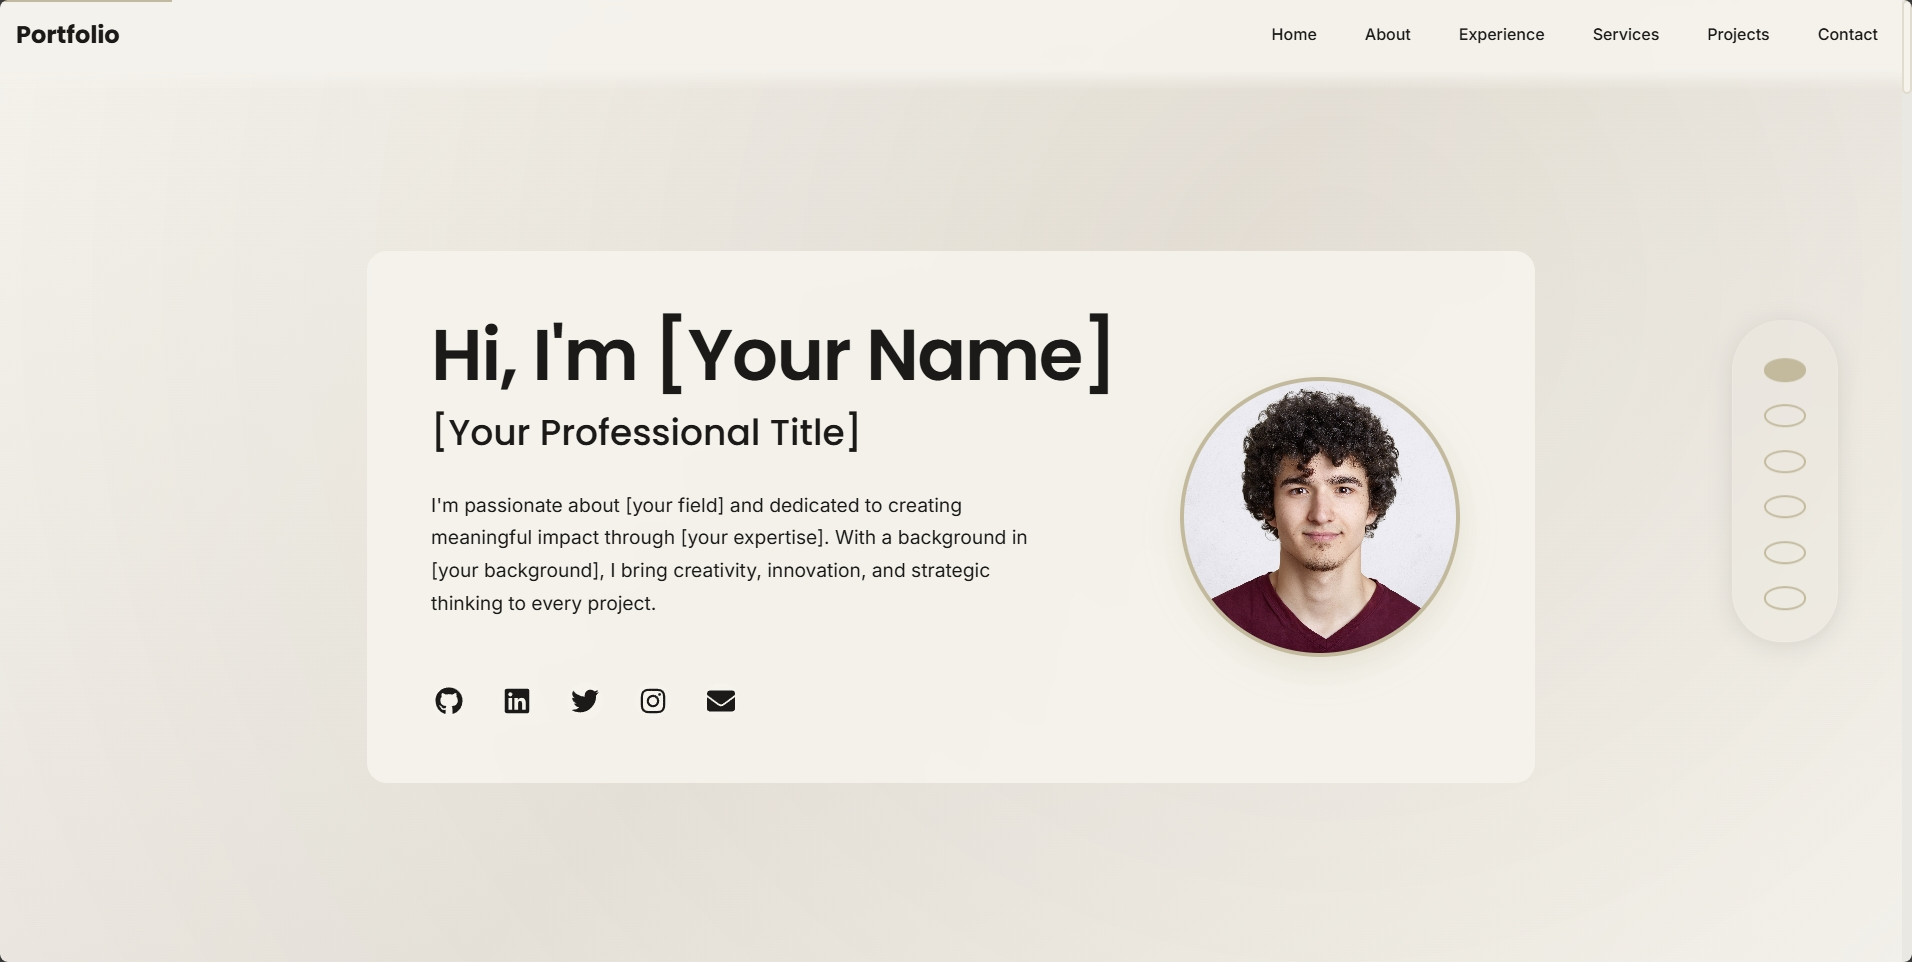 Portfolio
Home
About
Experience
Services
Projects
Contact
Hi, I'm [Your Name]
[Your Professional Title]
I'm passionate about [your field] and dedicated to creating
meaningful impact through [your expertise]. With a background in
[your background], I bring creativity, innovation, and strategic
thinking to every project.